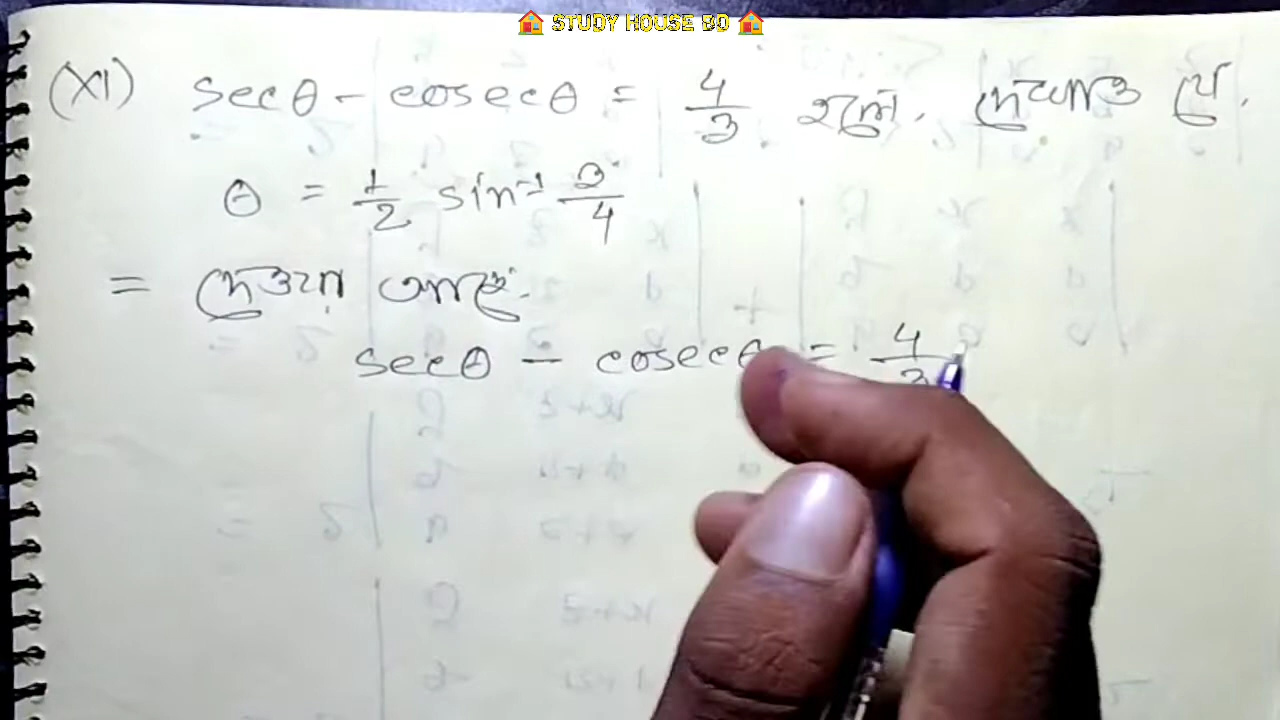 🏠 STUDY HOUSE BD 🏠
(XI) secθ - cosecθ = 4/3 হলে, দেখাও যে,
θ = 1/2 sin⁻¹ 3/4
= দেওয়া আছে,
secθ - cosecθ = 4/3